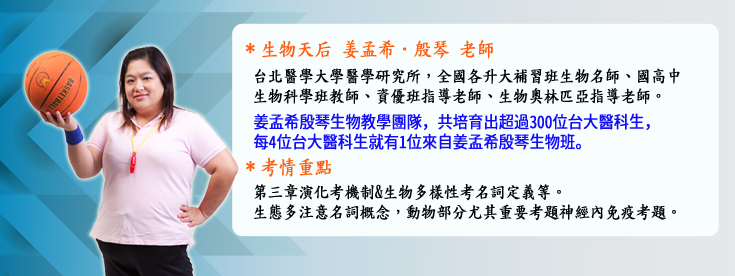 BASKETBALL
*生物天后 姜孟希·殷琴 老師
台北醫學大學醫學研究所，全國各升大補習班生物名師、國高中
生物科學班教師、資優班指導老師、生物奧林匹亞指導老師。
姜孟希殷琴生物教學團隊，共培育出超過300位台大醫科生，
每4位台大醫科生就有1位來自姜孟希殷琴生物班。
*考情重點
第三章演化考機制&生物多樣性考名詞定義等。
生態多注意名詞概念，動物部分尤其重要考題神經內免疫考題。